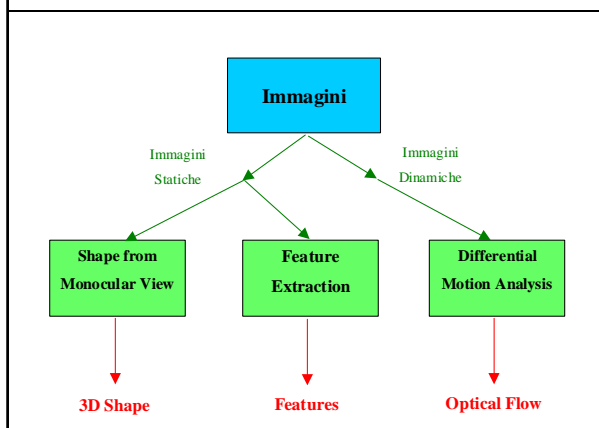 Immagini
Immagini
Statiche
Immagini
Dinamiche
Shape from
Monocular View
Feature
Extraction
Differential
Motion Analysis
3D Shape
Features
Optical Flow